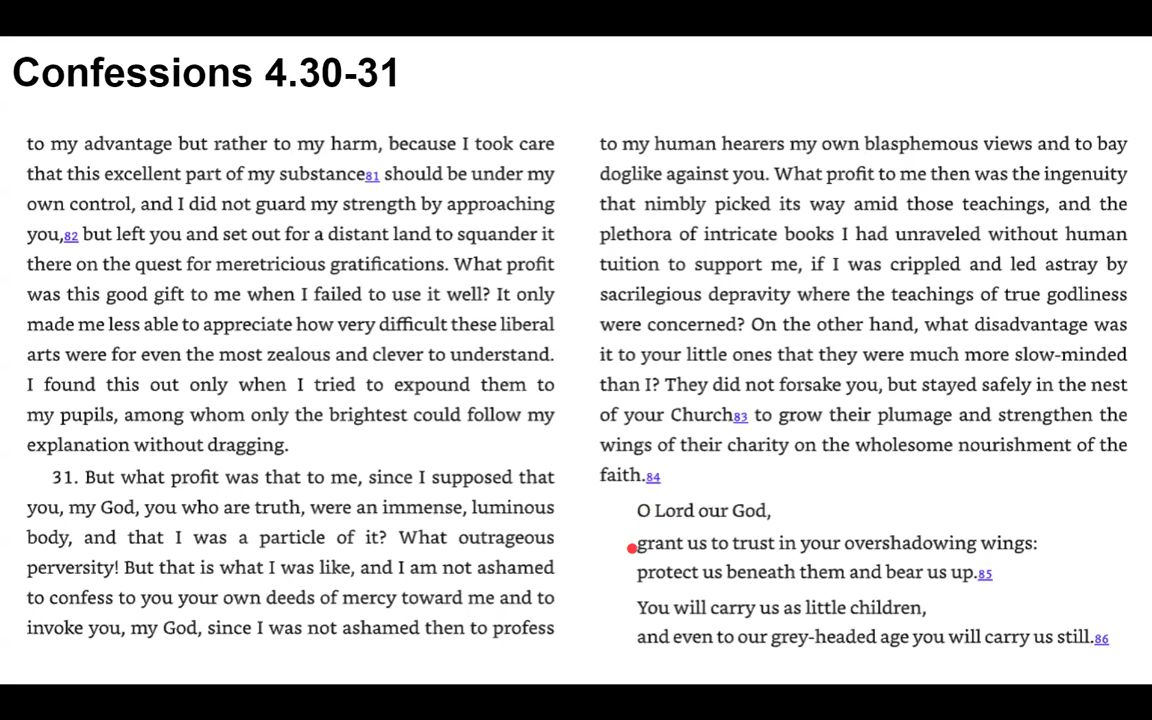 Confessions 4.30-31
to my advantage but rather to my harm, because I took care
that this excellent part of my substance81 should be under my
own control, and I did not guard my strength by approaching
you,82 but left you and set out for a distant land to squander it
there on the quest for meretricious gratifications. What profit
was this good gift to me when I failed to use it well? It only
made me less able to appreciate how very difficult these liberal
arts were for even the most zealous and clever to understand.
I found this out only when I tried to expound them to
my pupils, among whom only the brightest could follow my
explanation without dragging.
31. But what profit was that to me, since I supposed that
you, my God, you who are truth, were an immense, luminous
body, and that I was a particle of it? What outrageous
perversity! But that is what I was like, and I am not ashamed
to confess to you your own deeds of mercy toward me and to
invoke you, my God, since I was not ashamed then to profess
to my human hearers my own blasphemous views and to bay
doglike against you. What profit to me then was the ingenuity
that nimbly picked its way amid those teachings, and the
plethora of intricate books I had unraveled without human
tuition to support me, if I was crippled and led astray by
sacrilegious depravity where the teachings of true godliness
were concerned? On the other hand, what disadvantage was
it to your little ones that they were much more slow-minded
than I? They did not forsake you, but stayed safely in the nest
of your Church83 to grow their plumage and strengthen the
wings of their charity on the wholesome nourishment of the
faith.84
O Lord our God,
grant us to trust in your overshadowing wings:
protect us beneath them and bear us up.85
You will carry us as little children,
and even to our grey-headed age you will carry us still.86